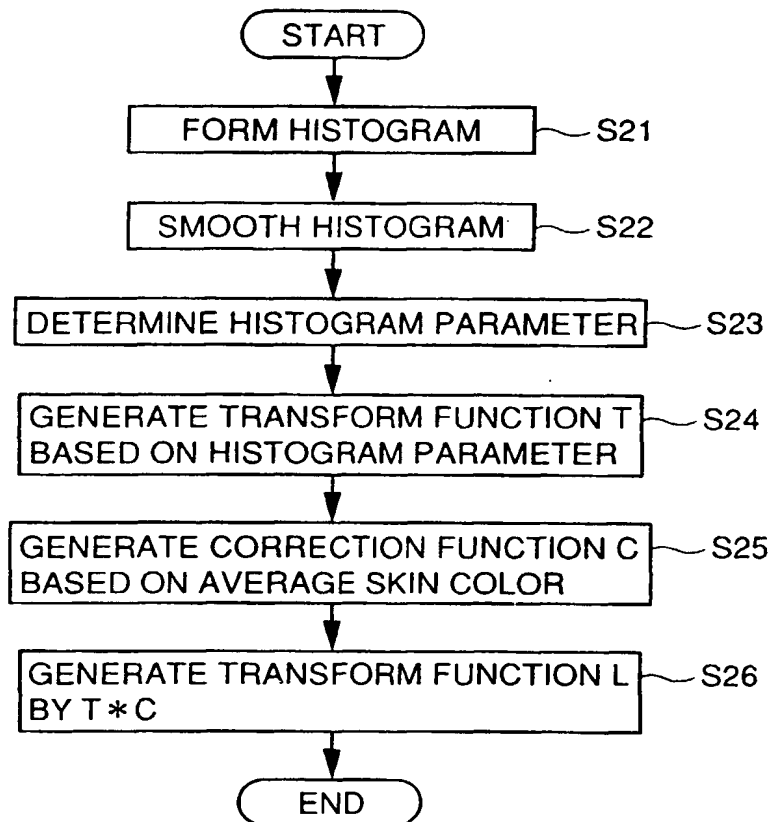 START
FORM HISTOGRAM
S21
SMOOTH HISTOGRAM
S22
DETERMINE HISTOGRAM PARAMETER
S23
GENERATE TRANSFORM FUNCTION T
BASED ON HISTOGRAM PARAMETER
S24
GENERATE CORRECTION FUNCTION C
BASED ON AVERAGE SKIN COLOR
S25
GENERATE TRANSFORM FUNCTION L
BY T * C
S26
END